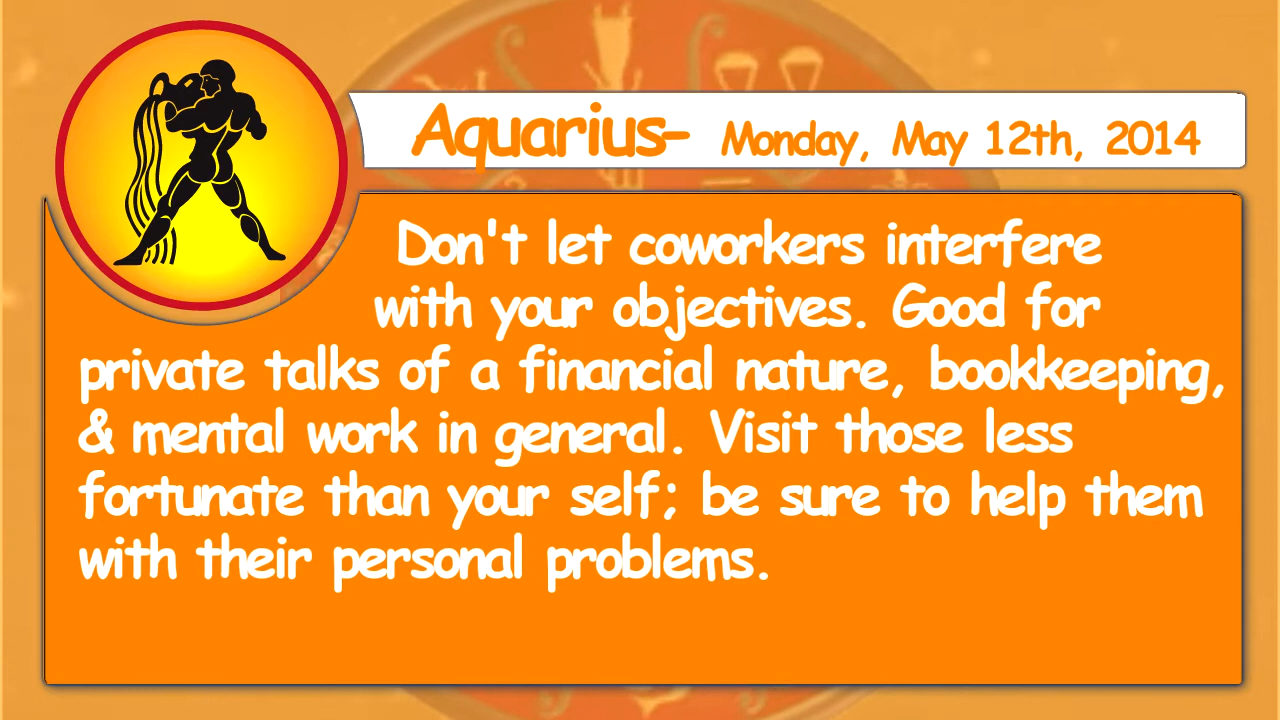 Aquarius- Monday, May 12th, 2014
Don't let coworkers interfere
with your objectives. Good for
private talks of a financial nature, bookkeeping,
& mental work in general. Visit those less
fortunate than your self; be sure to help them
with their personal problems.